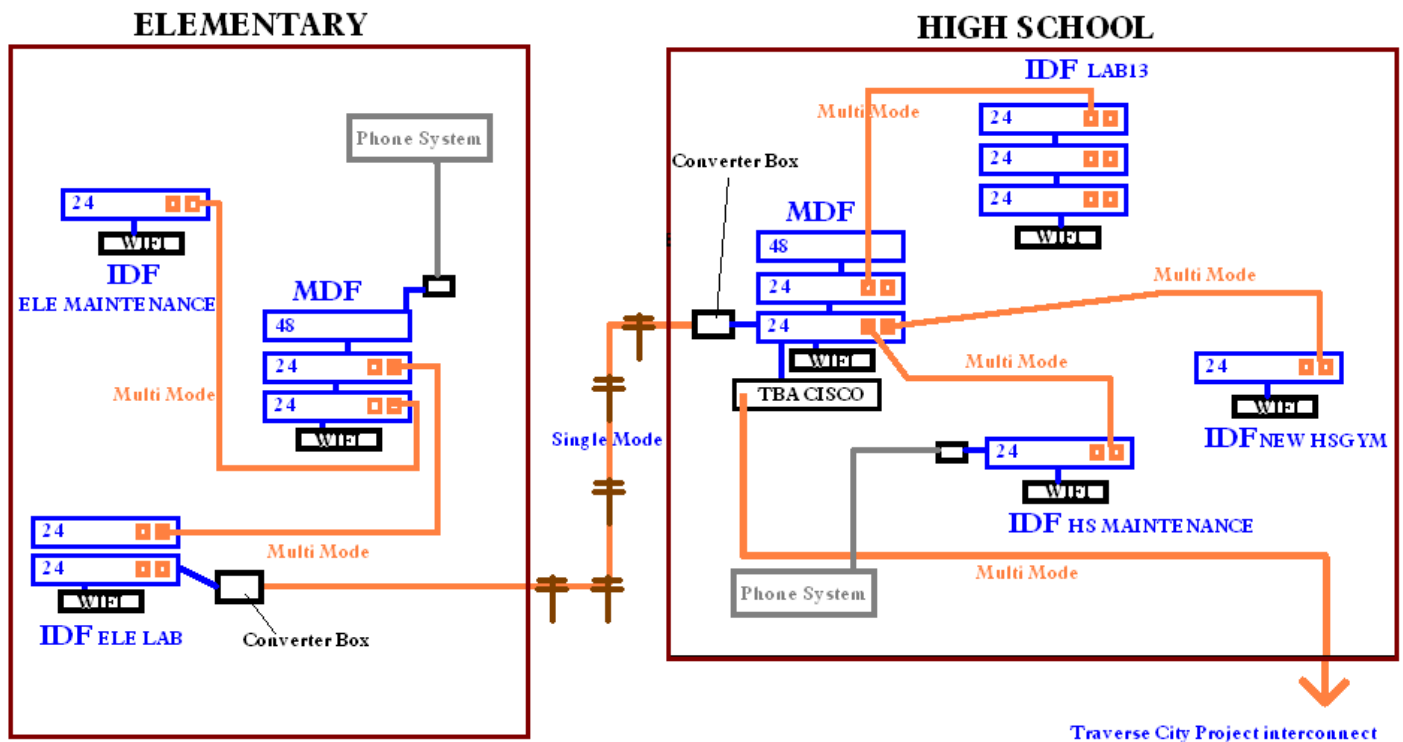 ELEMENTARY
Phone System
24
WIFI
IDF
ELE MAINTENANCE
MDF
48
24
24
WIFI
Multi Mode
24
24
WIFI
IDF ELE LAB
Multi Mode
Converter Box
Single Mode
HIGH SCHOOL
IDF LAB13
Multi Mode
24
24
24
WIFI
Converter Box
MDF
48
24
24
WIFI
TBA CISCO
Multi Mode
Multi Mode
24
WIFI
IDF NEW HSGYM
24
WIFI
IDF HS MAINTENANCE
Multi Mode
Phone System
Traverse City Project interconnect